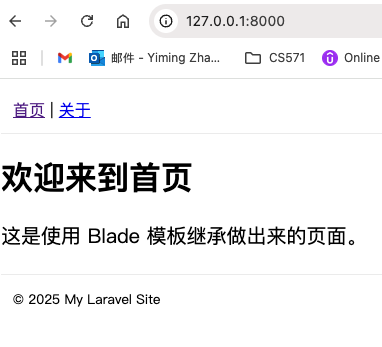 127.0.0.1:8000
邮件 - Yiming Zha... CS571 Online
首页 | 关于
欢迎来到首页
这是使用 Blade 模板继承做出来的页面。
© 2025 My Laravel Site